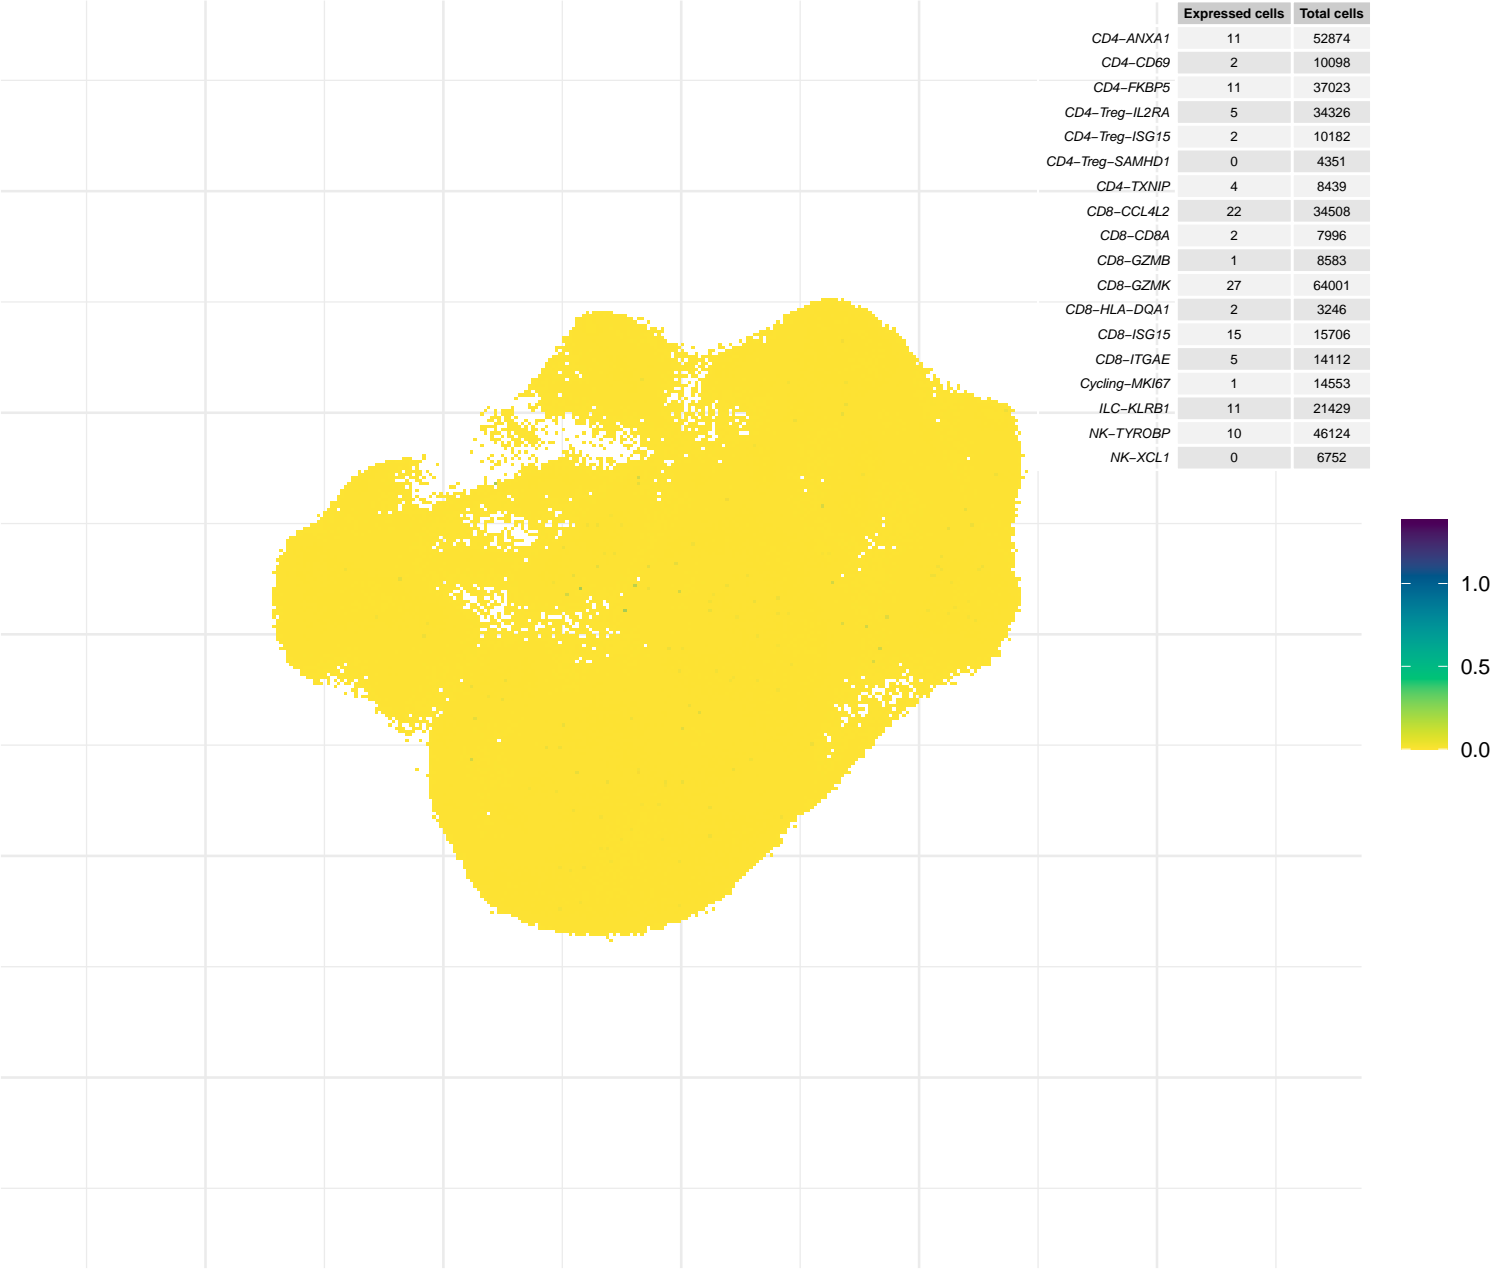 Expressed cells Total cells
CD4−ANXA1 11 52874
CD4−CD69 2 10098
CD4−FKBP5 11 37023
CD4−Treg−IL2RA 5 34326
CD4−Treg−ISG15 2 10182
CD4−Treg−SAMHD1 0 4351
CD4−TXNIP 4 8439
CD8−CCL4L2 22 34508
CD8−CD8A 2 7996
CD8−GZMB 1 8583
CD8−GZMK 27 64001
CD8−HLA−DQA1 2 3246
CD8−ISG15 15 15706
CD8−ITGAE 5 14112
Cycling−MKI67 1 14553
ILC−KLRB1 11 21429
NK−TYROBP 10 46124
NK−XCL1 0 6752
1.0
0.5
0.0